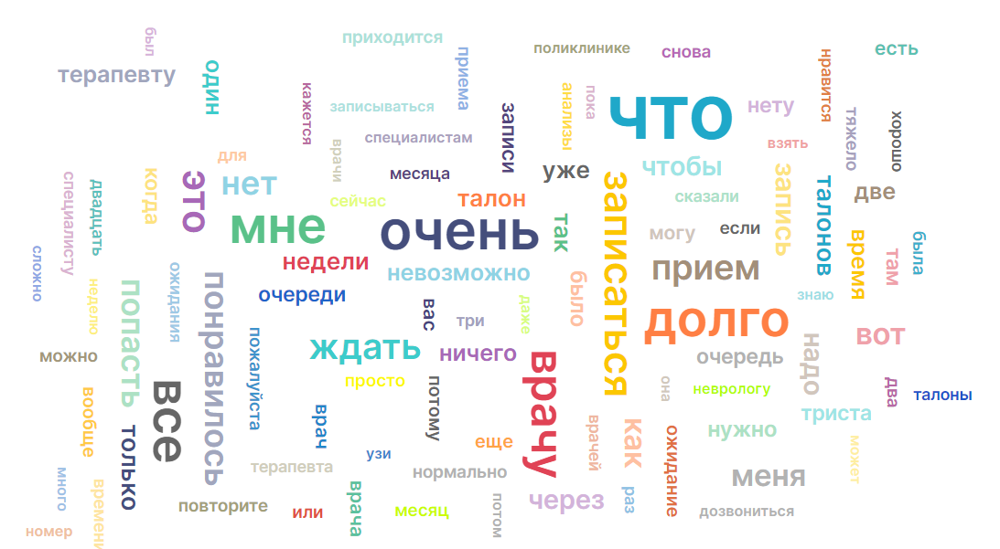 был
приходится
поликлинике
снова
есть
терапевту
один
приема
нравится
кажется
записываться
записи
анализы
пока
что
нету
тяжело
хорошо
специалистам
взять
для
врачи
месяца
уже
чтобы
специалисту
двадцать
когда
это
нет
сейчас
талон
записаться
сказали
запись
талонов
две
мне
очень
так
могу
если
время
там
была
сложно
недели
невозможно
прием
неделю
попасть
ожидания
понравилось
очереди
вас
три
даже
было
долго
знаю
можно
пожалуйста
ждать
ничего
врачу
очередь
надо
вот
вообще
все
просто
потому
она
неврологу
два
талоны
только
врач
узи
еще
врачей
как
ожидание
нужно
триста
может
много
времени
терапевта
нормально
меня
номер
повторите
или
врача
месяц
потом
через
раз
дозвониться